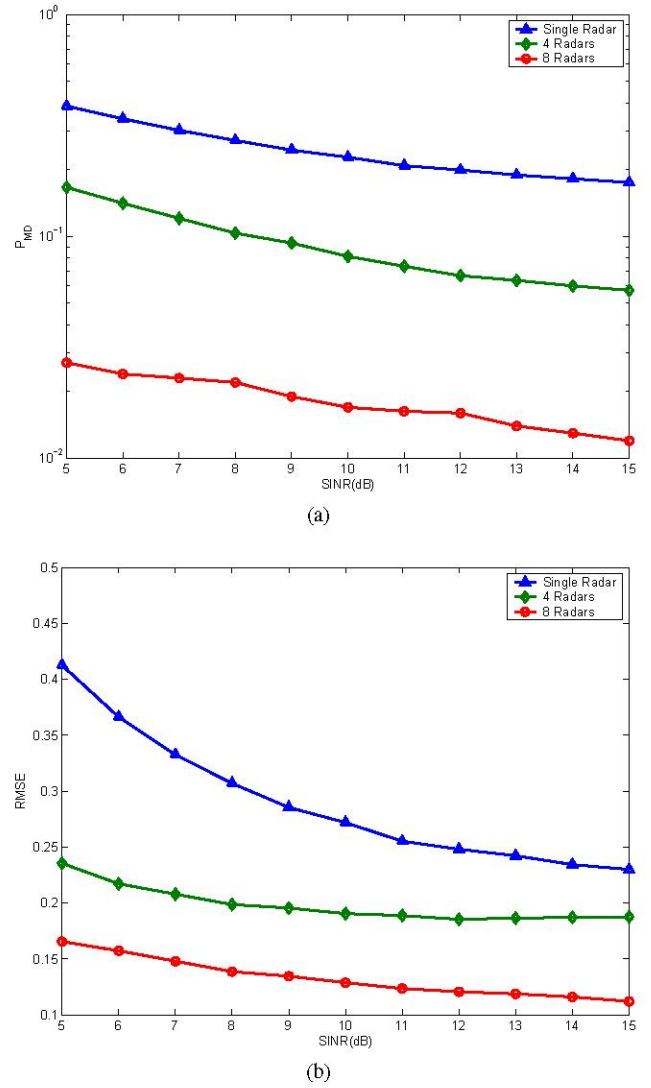 10⁰
Single Radar
4 Radars
8 Radars
P_MD
10⁻¹
10⁻²
5 6 7 8 9 10 11 12 13 14 15
SINR(dB)
(a)
0.5
Single Radar
4 Radars
8 Radars
0.45
0.4
0.35
RMSE
0.3
0.25
0.2
0.15
0.1
5 6 7 8 9 10 11 12 13 14 15
SINR(dB)
(b)